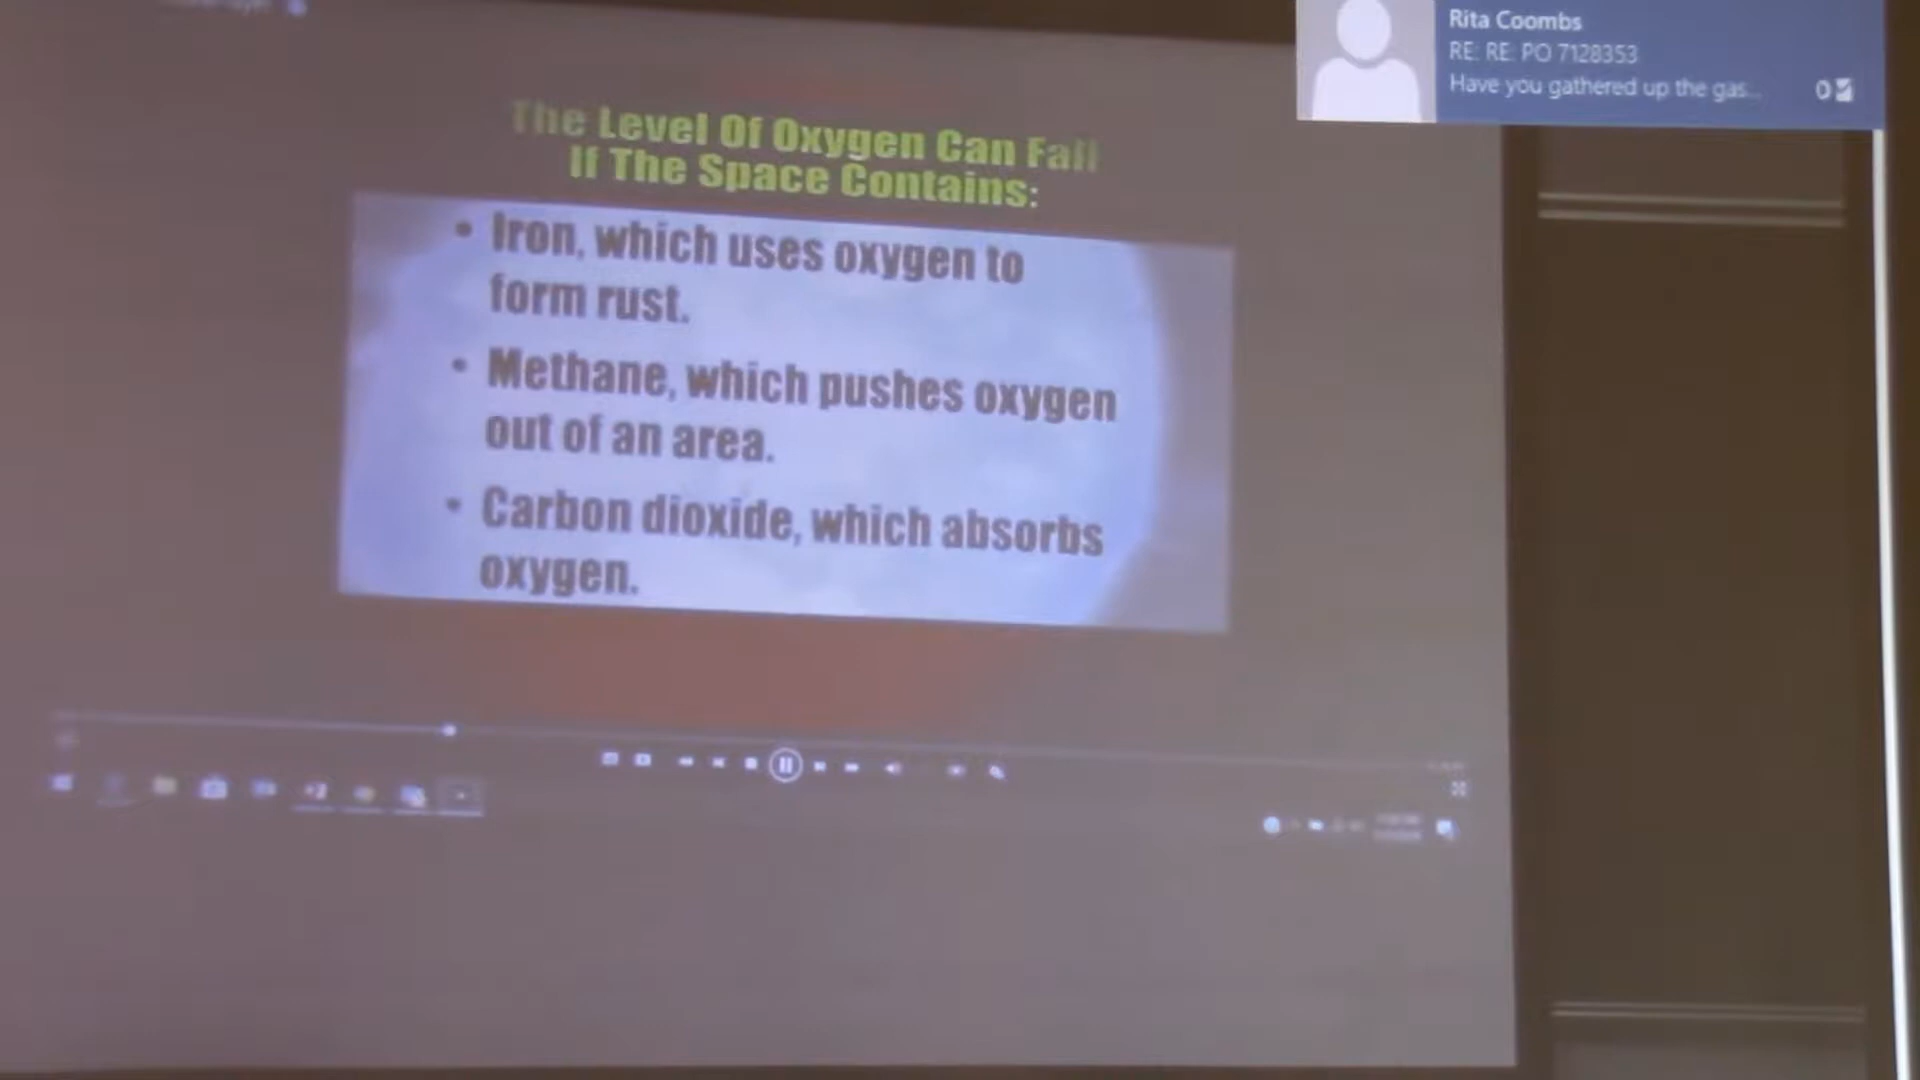 Rita Coombs
RE: RE: PO 7128353
Have you gathered up the gas...
The Level Of Oxygen Can Fall
If The Space Contains:
• Iron, which uses oxygen to
form rust.
• Methane, which pushes oxygen
out of an area.
• Carbon dioxide, which absorbs
oxygen.